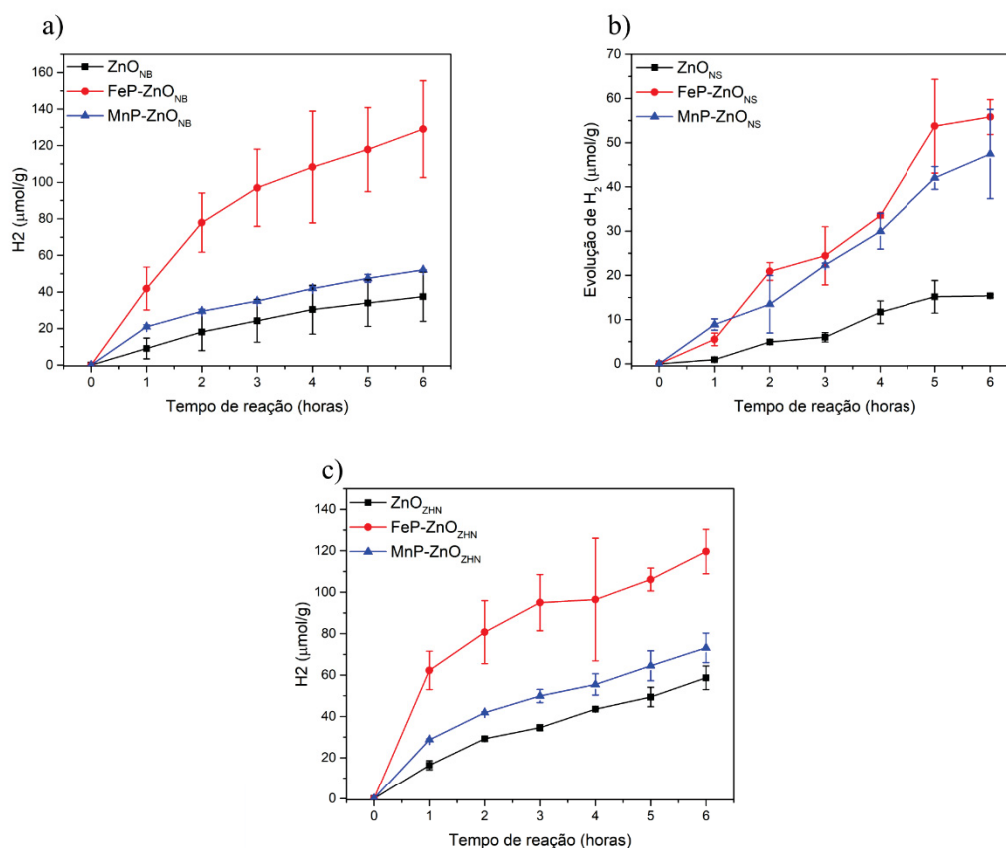 a)
ZnO_NB
FeP-ZnO_NB
MnP-ZnO_NB
H2 (μmol/g)
160
140
120
100
80
60
40
20
0
0 1 2 3 4 5 6
Tempo de reação (horas)
b)
ZnO_NS
FeP-ZnO_NS
MnP-ZnO_NS
Evolução de H₂ (μmol/g)
70
60
50
40
30
20
10
0
0 1 2 3 4 5 6
Tempo de reação (horas)
c)
ZnO_ZHN
FeP-ZnO_ZHN
MnP-ZnO_ZHN
H2 (μmol/g)
140
120
100
80
60
40
20
0
0 1 2 3 4 5 6
Tempo de reação (horas)